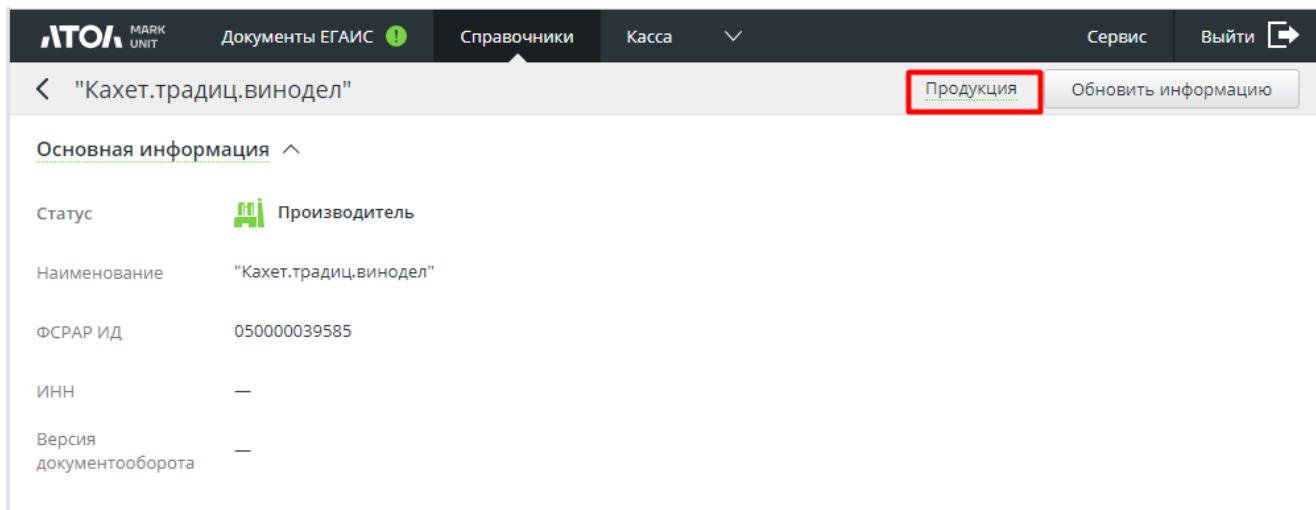 АТОЛ MARK UNIT Документы ЕГАИС ! Справочники Касса Сервис Выйти
"Кахет.традиц.винодел" Продукция Обновить информацию
Основная информация
Статус Производитель
Наименование "Кахет.традиц.винодел"
ФСРАР ИД 050000039585
ИНН —
Версия
документооборота —